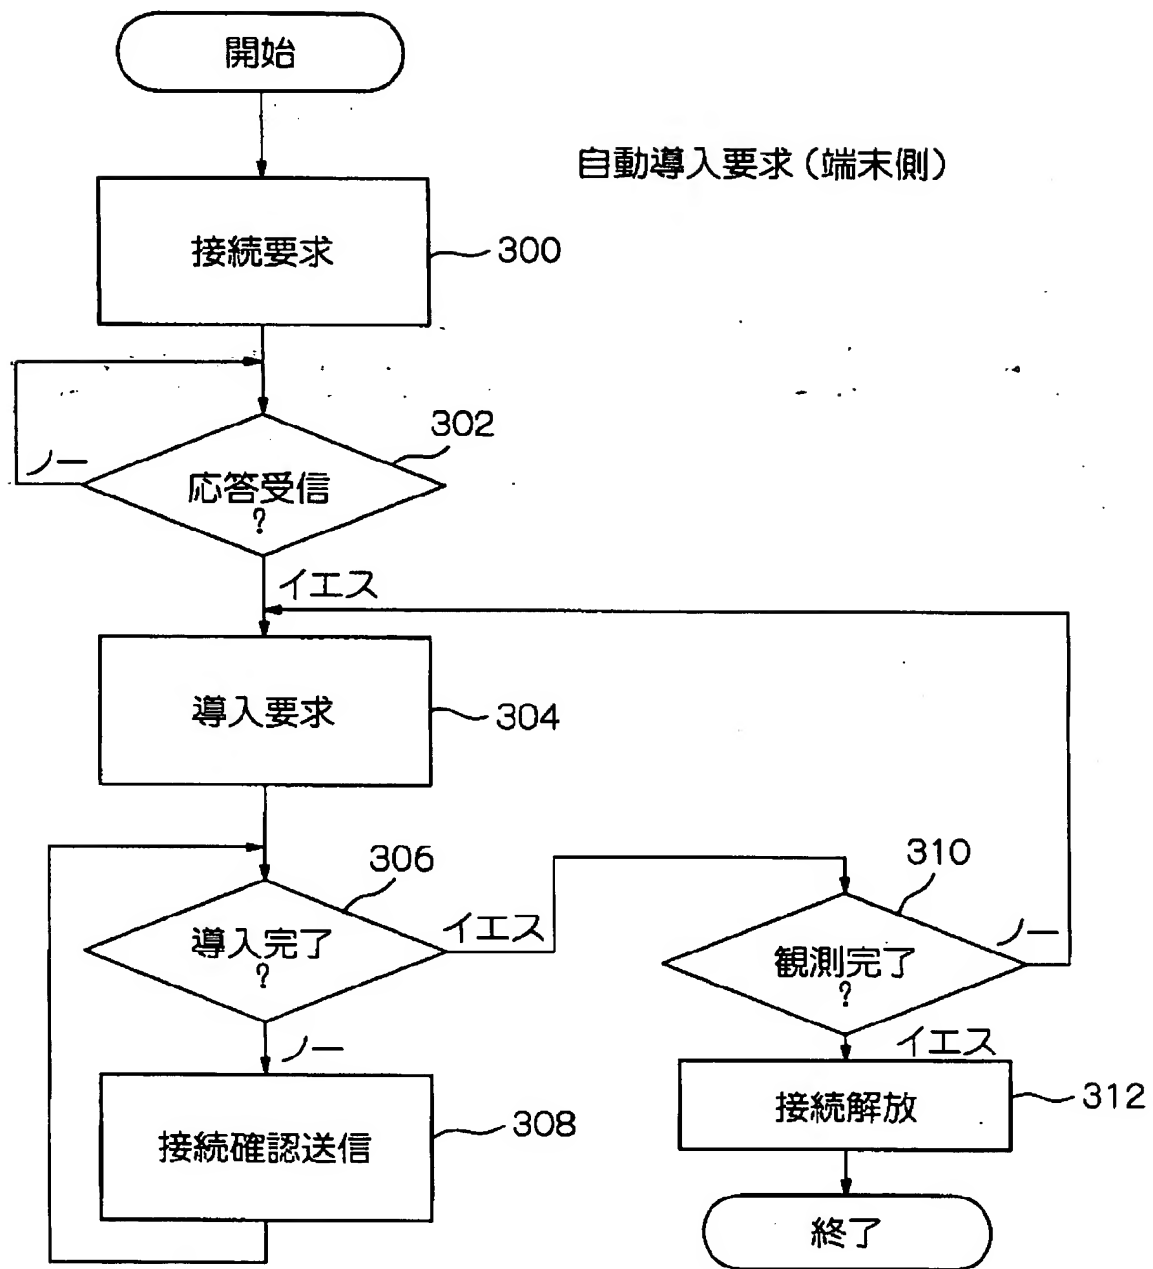 開始
自動導入要求(端末側)
接続要求
300
302
ノー
応答受信
?
イエス
導入要求
304
306
310
導入完了
?
イエス
観測完了
?
ノー
ノー
イエス
接続確認送信
308
接続解放
312
終了